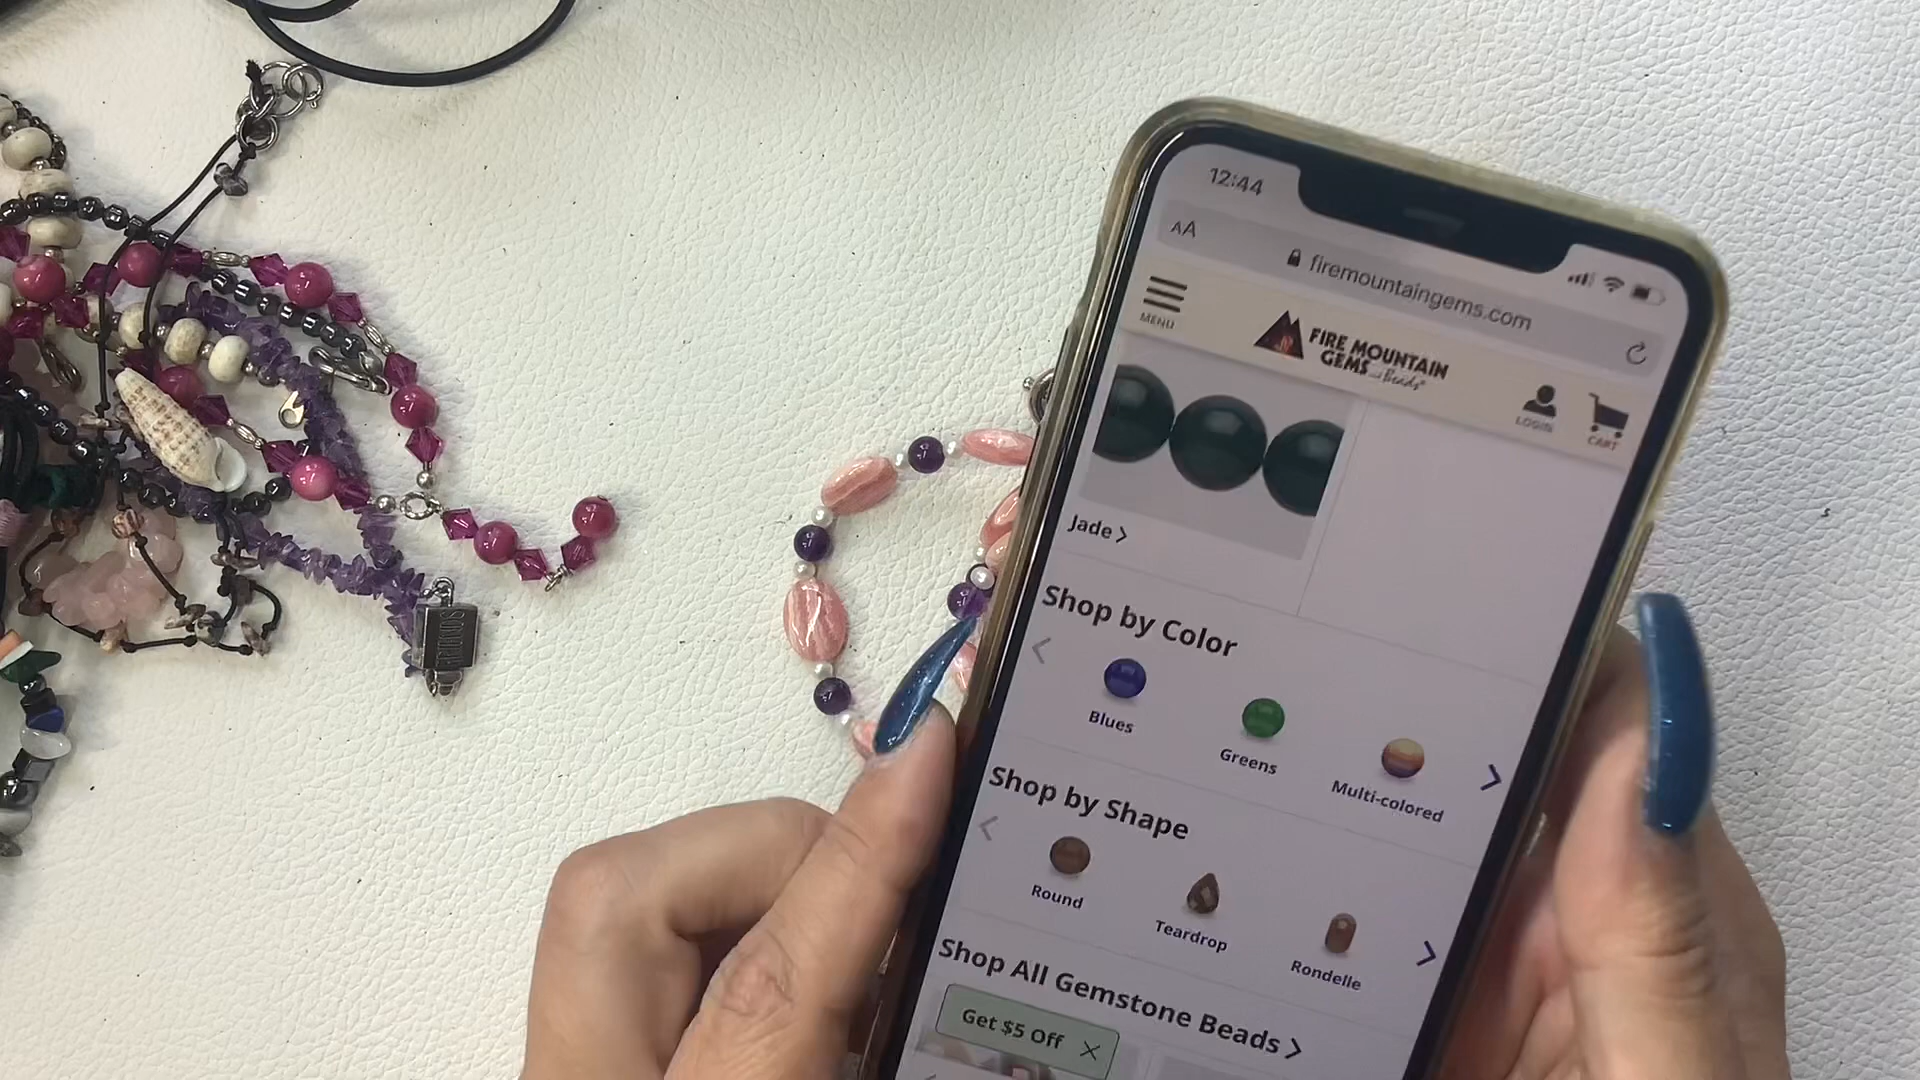 12:44
AA
firemountaingems.com
MENU
FIRE MOUNTAIN
GEMS and Beads®
LOGIN
CART
Jade >
Shop by Color
Blues
Greens
Multi-colored
Shop by Shape
Round
Teardrop
Rondelle
Shop All Gemstone Beads >
Get $5 Off